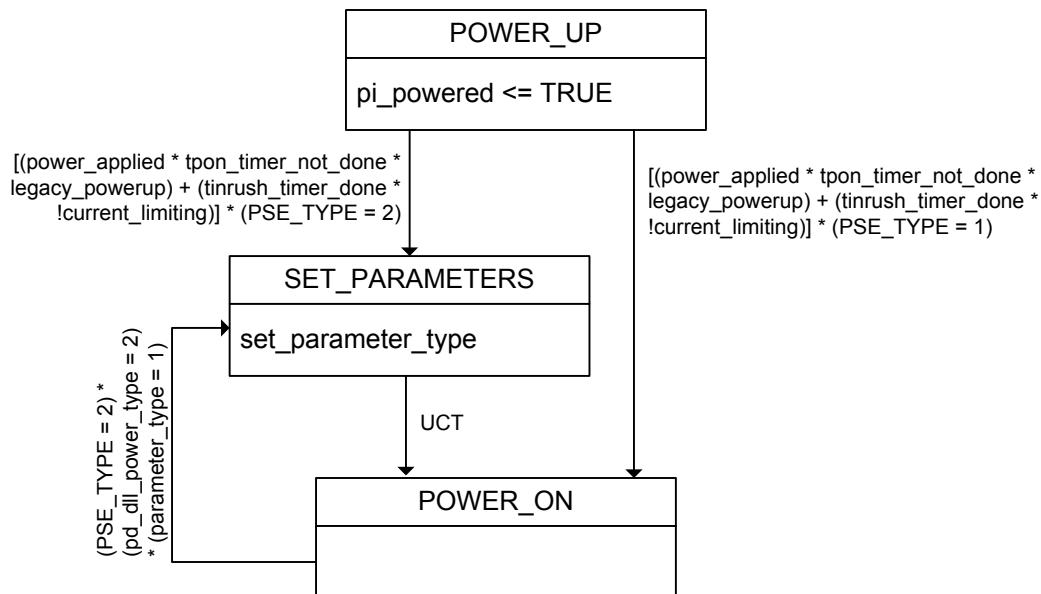 POWER_UP
pi_powered <= TRUE
[(power_applied * tpon_timer_not_done *
legacy_powerup) + (tinrush_timer_done *
!current_limiting)] * (PSE_TYPE = 2)
[(power_applied * tpon_timer_not_done *
legacy_powerup) + (tinrush_timer_done *
!current_limiting)] * (PSE_TYPE = 1)
SET_PARAMETERS
set_parameter_type
(PSE_TYPE = 2) *
(pd_dll_power_type = 2)
* (parameter_type = 1)
UCT
POWER_ON